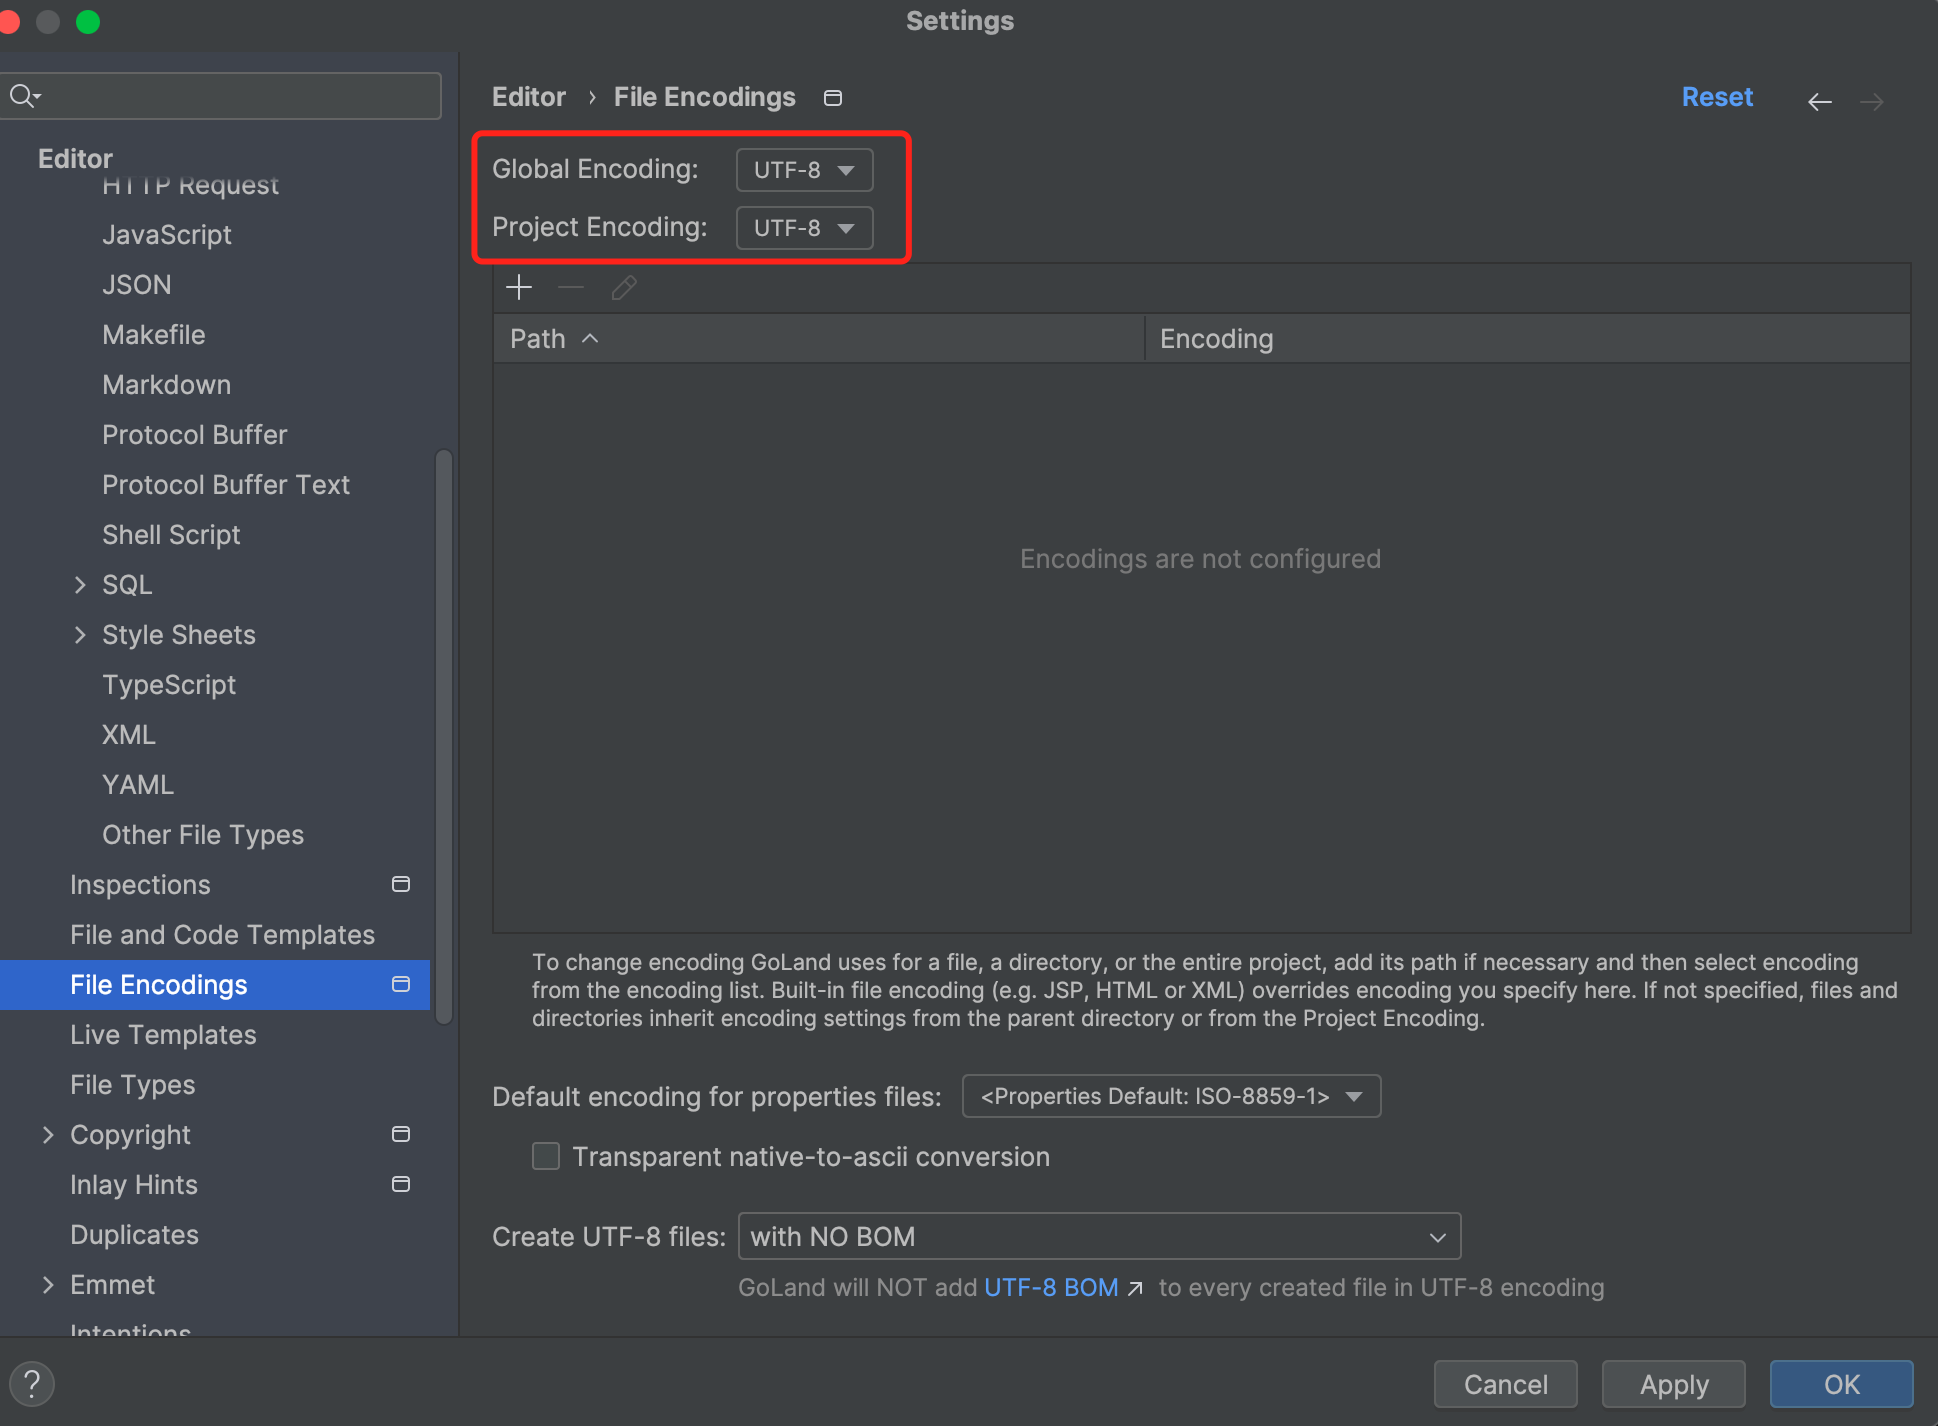 Settings
Editor
HTTP Request
JavaScript
JSON
Makefile
Markdown
Protocol Buffer
Protocol Buffer Text
Shell Script
SQL
Style Sheets
TypeScript
XML
YAML
Other File Types
Inspections
File and Code Templates
File Encodings
Live Templates
File Types
Copyright
Inlay Hints
Duplicates
Emmet
Intentions
Editor › File Encodings
Reset
Global Encoding: UTF-8
Project Encoding: UTF-8
Path Encoding
Encodings are not configured
To change encoding GoLand uses for a file, a directory, or the entire project, add its path if necessary and then select encoding
from the encoding list. Built-in file encoding (e.g. JSP, HTML or XML) overrides encoding you specify here. If not specified, files and
directories inherit encoding settings from the parent directory or from the Project Encoding.
Default encoding for properties files: <Properties Default: ISO-8859-1>
Transparent native-to-ascii conversion
Create UTF-8 files: with NO BOM
GoLand will NOT add UTF-8 BOM ↗ to every created file in UTF-8 encoding
?
Cancel
Apply
OK